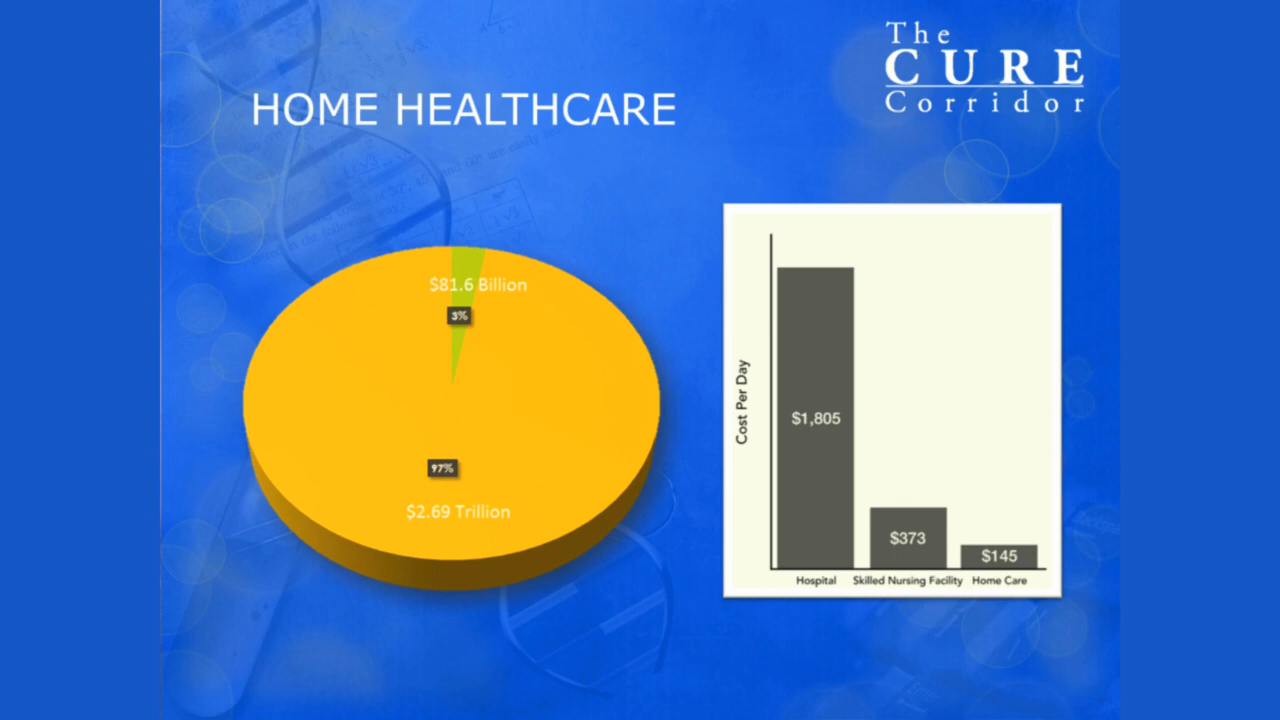 The
CURE
Corridor
HOME HEALTHCARE
$81.6 Billion
3%
97%
$2.69 Trillion
Cost Per Day
$1,805
$373
$145
Hospital
Skilled Nursing Facility
Home Care